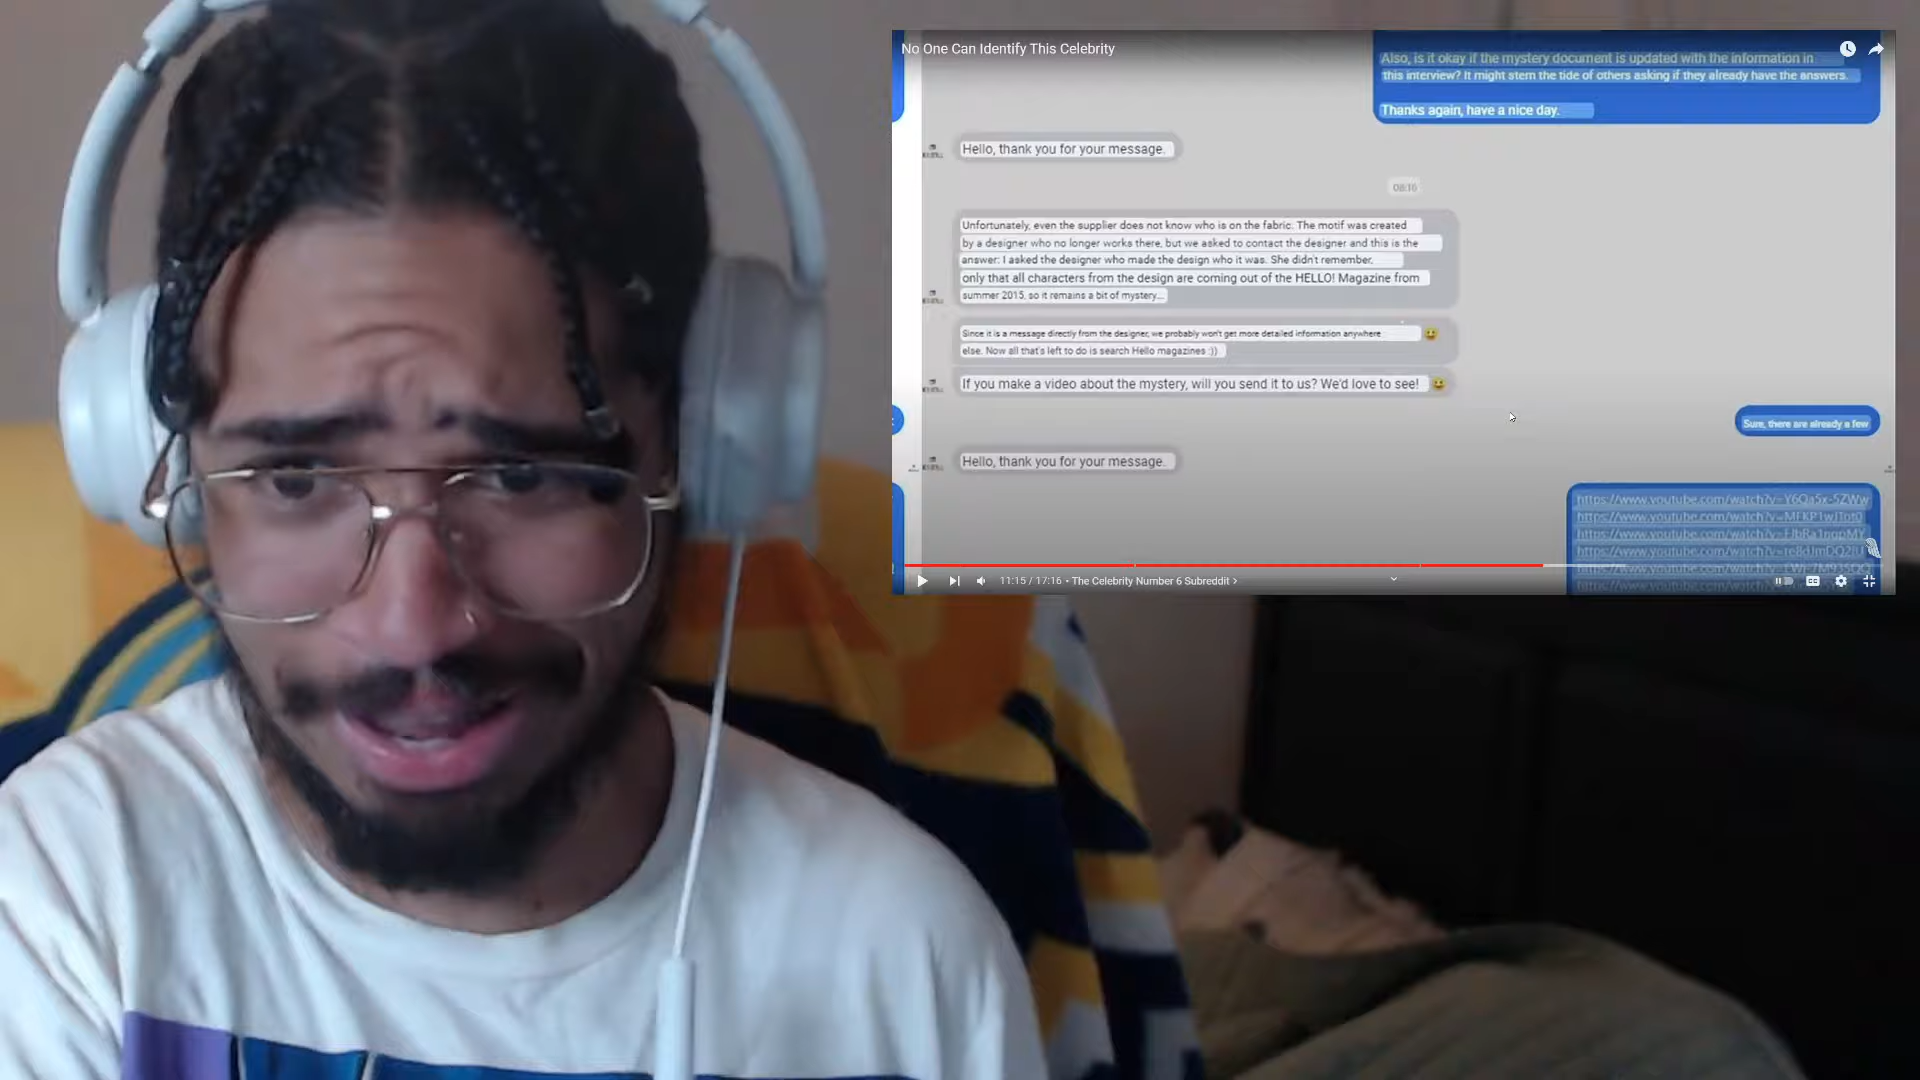 No One Can Identify This Celebrity
Also, is it okay if the mystery document is updated with the information in
this interview? It might stem the tide of others asking if they already have the answers.
Thanks again, have a nice day.
Hello, thank you for your message.
08:16
Unfortunately, even the supplier does not know who is on the fabric. The motif was created
by a designer who no longer works there, but we asked to contact the designer and this is the
answer: I asked the designer who made the design who it was. She didn't remember,
only that all characters from the design are coming out of the HELLO! Magazine from
summer 2015, so it remains a bit of mystery...
Since it is a message directly from the designer, we probably won't get more detailed information anywhere
else. Now all that's left to do is search Hello magazines :))
If you make a video about the mystery, will you send it to us? We'd love to see!
Sure, there are already a few
Hello, thank you for your message.
https://www.youtube.com/watch?v=Y6Qa5x-5ZWw
11:15 / 17:16 • The Celebrity Number 6 Subreddit >
CC